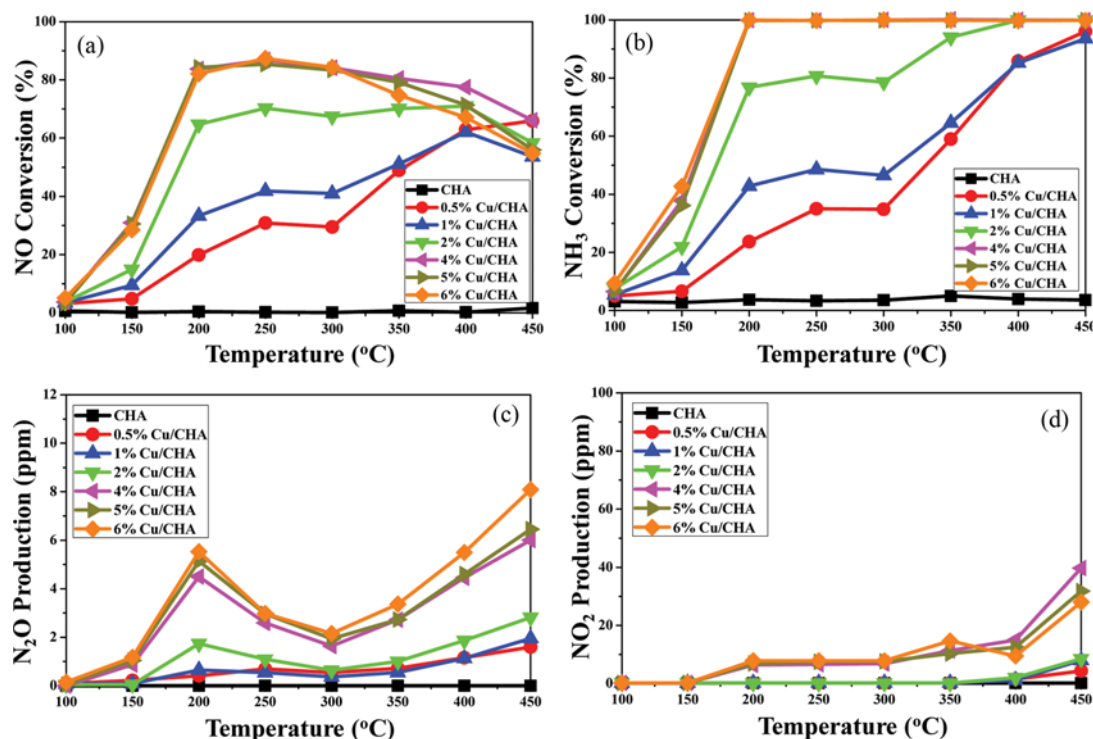 (a)
NO Conversion (%)
100
80
60
40
20
0
CHA
0.5% Cu/CHA
1% Cu/CHA
2% Cu/CHA
4% Cu/CHA
5% Cu/CHA
6% Cu/CHA
100 150 200 250 300 350 400 450
Temperature (°C)
(b)
NH₃ Conversion (%)
100
80
60
40
20
0
CHA
0.5% Cu/CHA
1% Cu/CHA
2% Cu/CHA
4% Cu/CHA
5% Cu/CHA
6% Cu/CHA
100 150 200 250 300 350 400 450
Temperature (°C)
(c)
N₂O Production (ppm)
12
10
8
6
4
2
0
CHA
0.5% Cu/CHA
1% Cu/CHA
2% Cu/CHA
4% Cu/CHA
5% Cu/CHA
6% Cu/CHA
100 150 200 250 300 350 400 450
Temperature (°C)
(d)
NO₂ Production (ppm)
100
80
60
40
20
0
CHA
0.5% Cu/CHA
1% Cu/CHA
2% Cu/CHA
4% Cu/CHA
5% Cu/CHA
6% Cu/CHA
100 150 200 250 300 350 400 450
Temperature (°C)